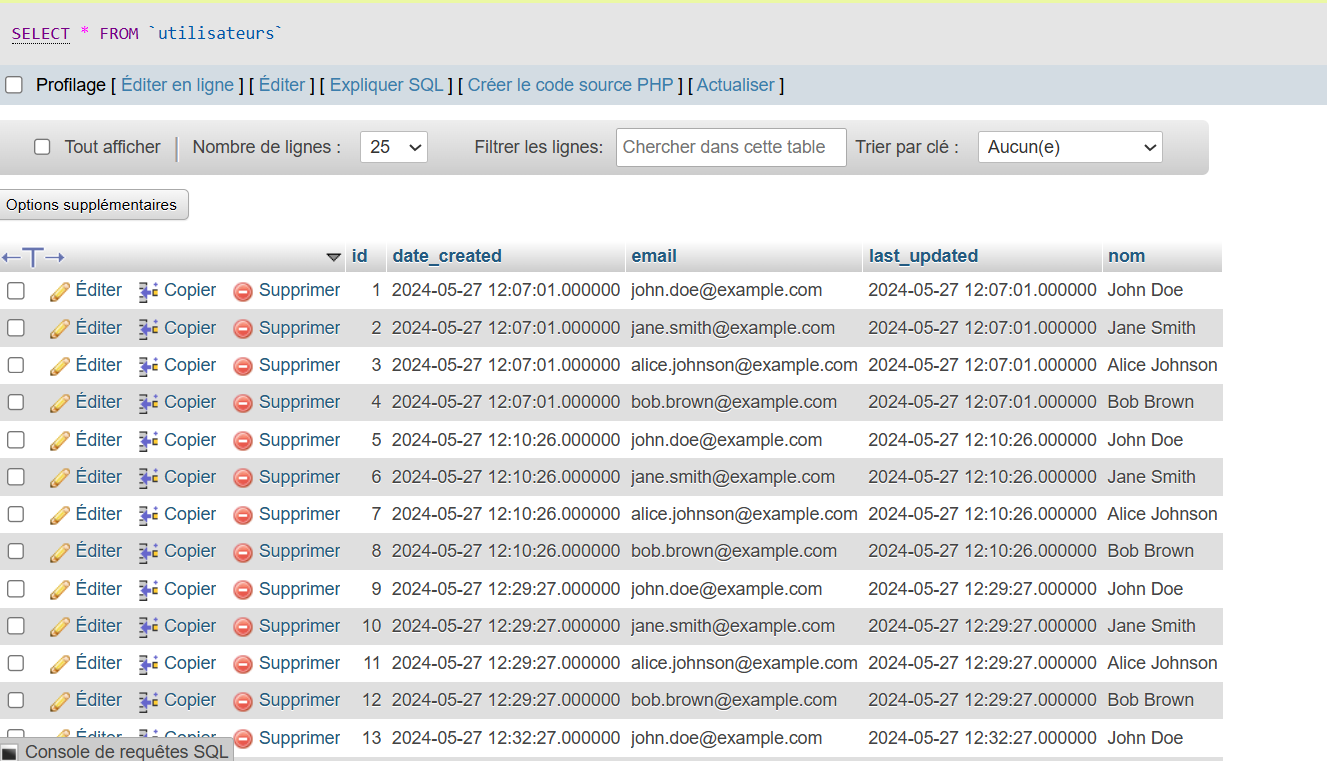 SELECT * FROM `utilisateurs`
Profilage [ Éditer en ligne ] [ Éditer ] [ Expliquer SQL ] [ Créer le code source PHP ] [ Actualiser ]
Tout afficher Nombre de lignes : 25 Filtrer les lignes: Chercher dans cette table Trier par clé : Aucun(e)
Options supplémentaires
id date_created email last_updated nom
Éditer Copier Supprimer 1 2024-05-27 12:07:01.000000 john.doe@example.com 2024-05-27 12:07:01.000000 John Doe
Éditer Copier Supprimer 2 2024-05-27 12:07:01.000000 jane.smith@example.com 2024-05-27 12:07:01.000000 Jane Smith
Éditer Copier Supprimer 3 2024-05-27 12:07:01.000000 alice.johnson@example.com 2024-05-27 12:07:01.000000 Alice Johnson
Éditer Copier Supprimer 4 2024-05-27 12:07:01.000000 bob.brown@example.com 2024-05-27 12:07:01.000000 Bob Brown
Éditer Copier Supprimer 5 2024-05-27 12:10:26.000000 john.doe@example.com 2024-05-27 12:10:26.000000 John Doe
Éditer Copier Supprimer 6 2024-05-27 12:10:26.000000 jane.smith@example.com 2024-05-27 12:10:26.000000 Jane Smith
Éditer Copier Supprimer 7 2024-05-27 12:10:26.000000 alice.johnson@example.com 2024-05-27 12:10:26.000000 Alice Johnson
Éditer Copier Supprimer 8 2024-05-27 12:10:26.000000 bob.brown@example.com 2024-05-27 12:10:26.000000 Bob Brown
Éditer Copier Supprimer 9 2024-05-27 12:29:27.000000 john.doe@example.com 2024-05-27 12:29:27.000000 John Doe
Éditer Copier Supprimer 10 2024-05-27 12:29:27.000000 jane.smith@example.com 2024-05-27 12:29:27.000000 Jane Smith
Éditer Copier Supprimer 11 2024-05-27 12:29:27.000000 alice.johnson@example.com 2024-05-27 12:29:27.000000 Alice Johnson
Éditer Copier Supprimer 12 2024-05-27 12:29:27.000000 bob.brown@example.com 2024-05-27 12:29:27.000000 Bob Brown
Éditer Copier Supprimer 13 2024-05-27 12:32:27.000000 john.doe@example.com 2024-05-27 12:32:27.000000 John Doe
Console de requêtes SQL